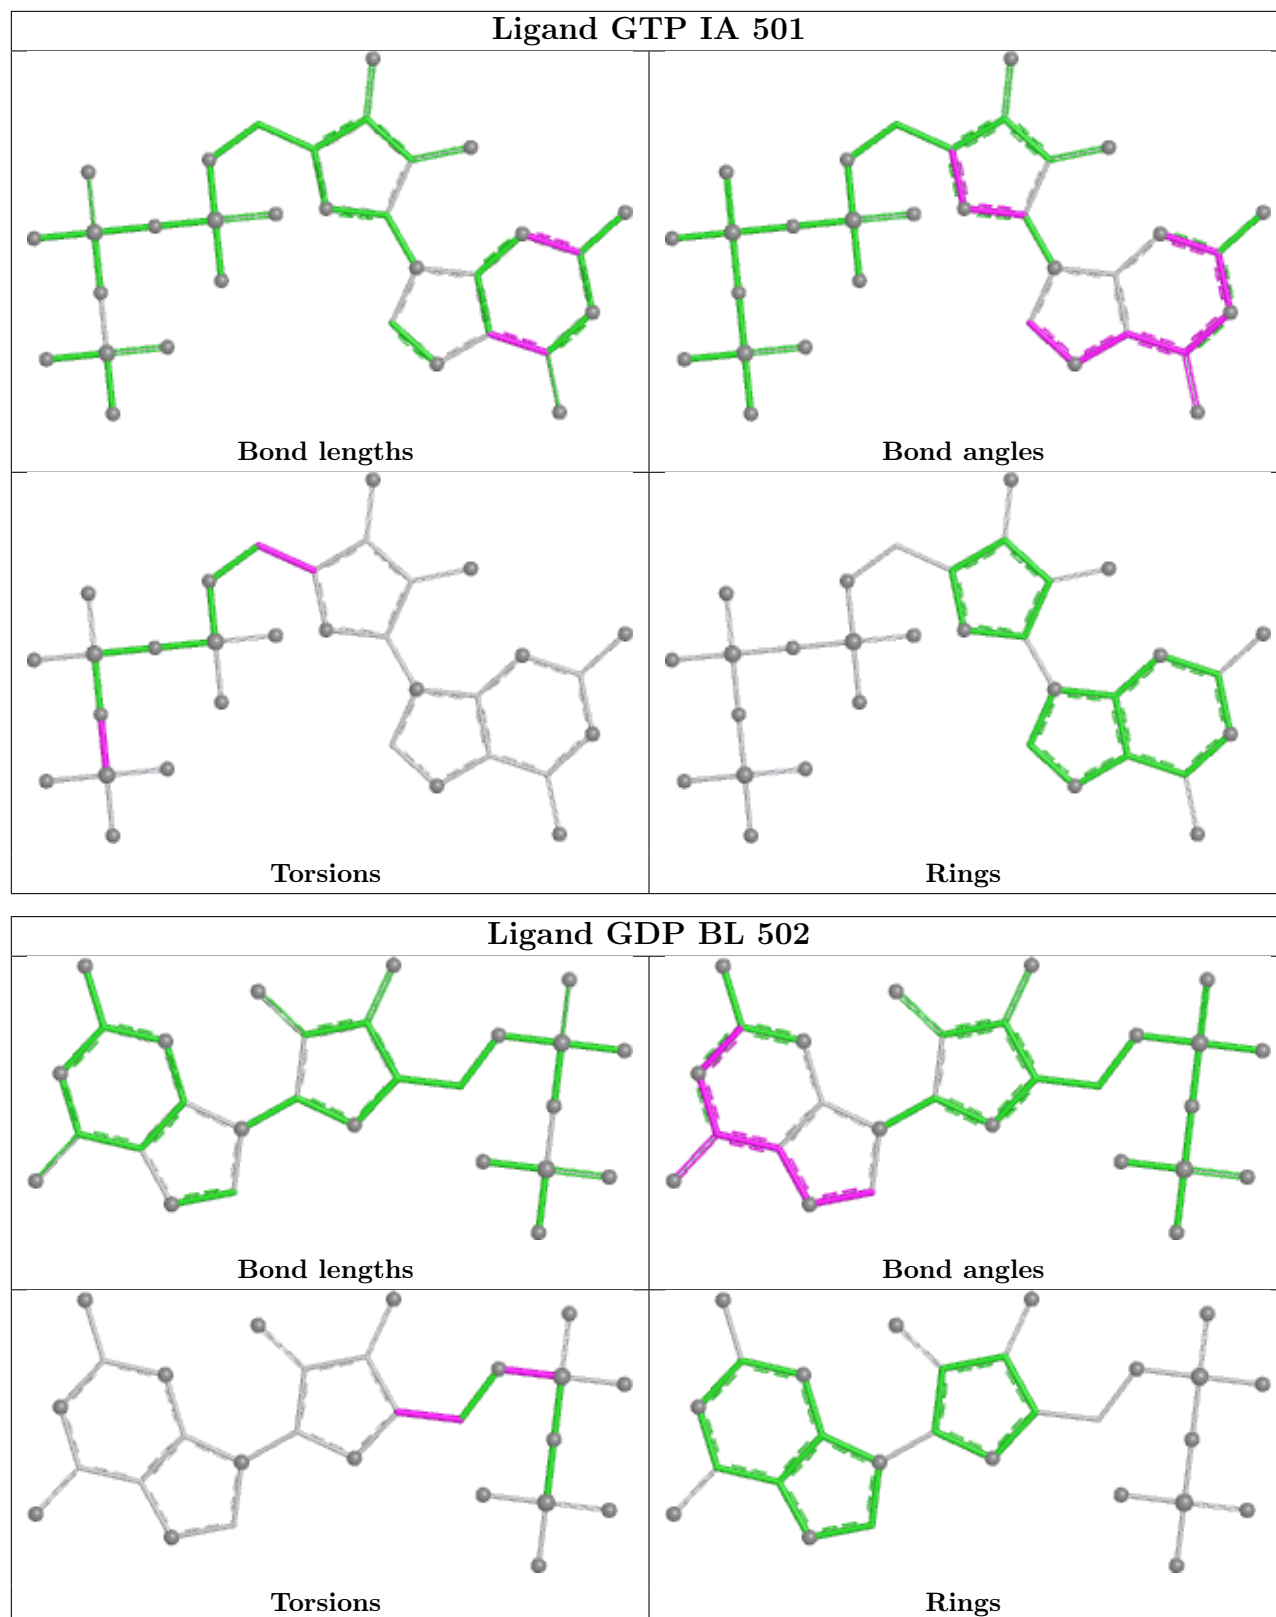 Ligand GTP IA 501
Bond lengths
Bond angles
Torsions
Rings
Ligand GDP BL 502
Bond lengths
Bond angles
Torsions
Rings